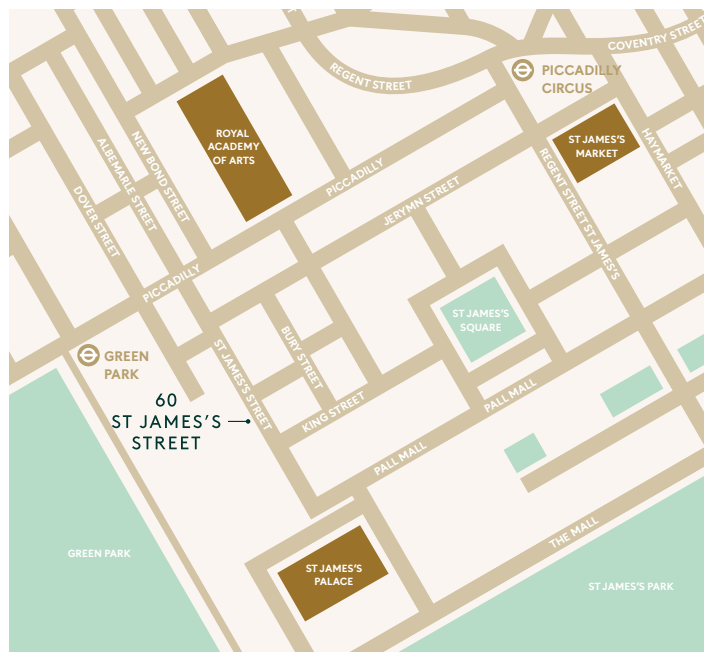 COVENTRY STREET
REGENT STREET
PICCADILLY
CIRCUS
ROYAL
ACADEMY
OF ARTS
ST JAMES'S
MARKET
HAYMARKET
NEW BOND STREET
ALBEMARLE STREET
DOVER STREET
PICCADILLY
JERYMN STREET
REGENT STREET ST JAMES'S
PICCADILLY
ST JAMES'S
SQUARE
GREEN
PARK
ST JAMES'S STREET
BURY STREET
60
ST JAMES'S
STREET
KING STREET
PALL MALL
PALL MALL
THE MALL
GREEN PARK
ST JAMES'S
PALACE
ST JAMES'S PARK